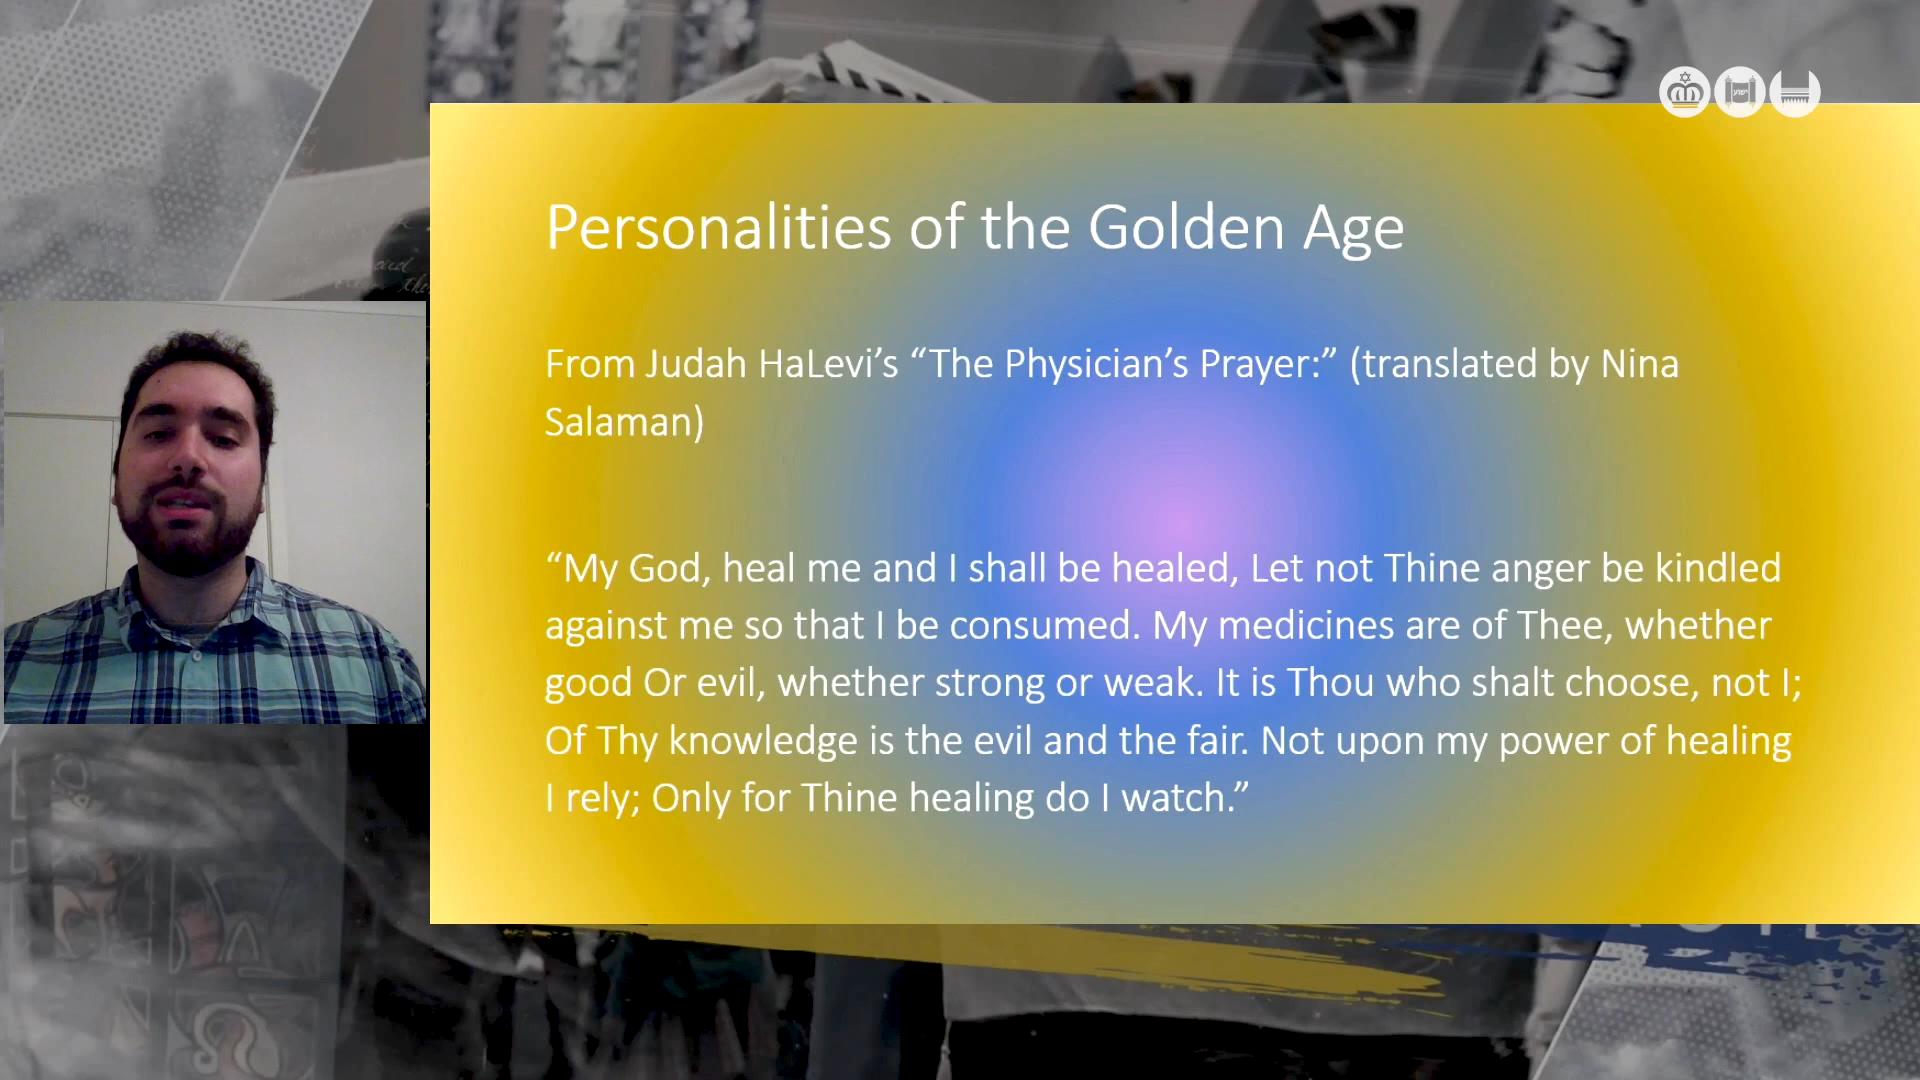 Personalities of the Golden Age
From Judah HaLevi’s “The Physician’s Prayer:” (translated by Nina
Salaman)
“My God, heal me and I shall be healed, Let not Thine anger be kindled
against me so that I be consumed. My medicines are of Thee, whether
good Or evil, whether strong or weak. It is Thou who shalt choose, not I;
Of Thy knowledge is the evil and the fair. Not upon my power of healing
I rely; Only for Thine healing do I watch.”